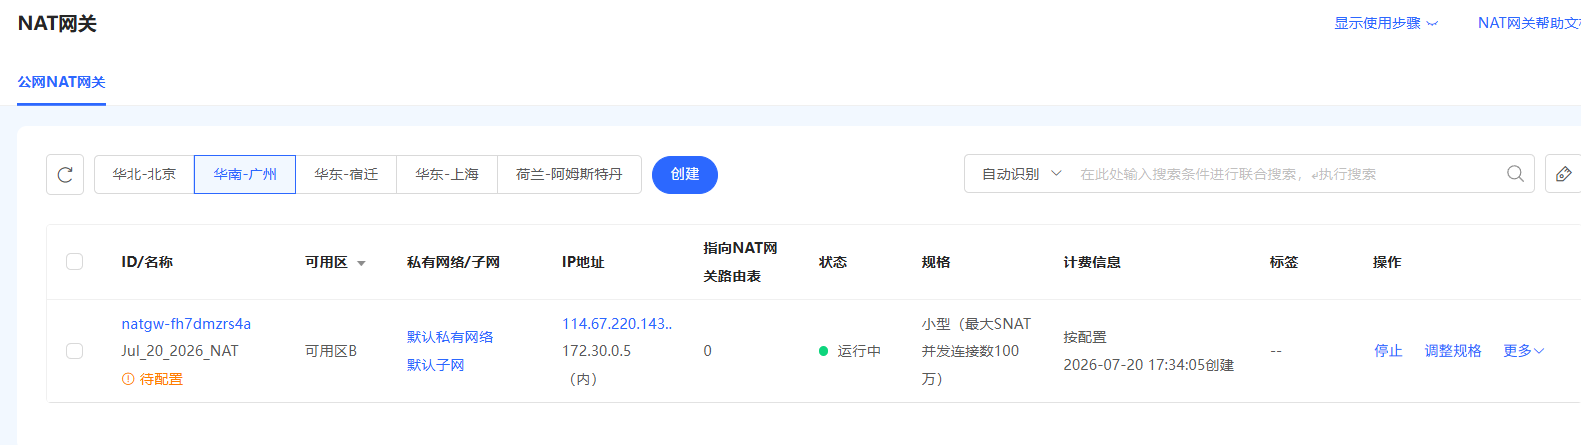 NAT网关
显示使用步骤
NAT网关帮助文
公网NAT网关
华北-北京
华南-广州
华东-宿迁
华东-上海
荷兰-阿姆斯特丹
创建
自动识别
在此处输入搜索条件进行联合搜索，↵执行搜索
ID/名称
可用区
私有网络/子网
IP地址
指向NAT网
关路由表
状态
规格
计费信息
标签
操作
natgw-fh7dmzrs4a
Jul_20_2026_NAT
待配置
可用区B
默认私有网络
默认子网
114.67.220.143..
172.30.0.5
（内）
0
运行中
小型（最大SNAT
并发连接数100
万）
按配置
2026-07-20 17:34:05创建
--
停止
调整规格
更多